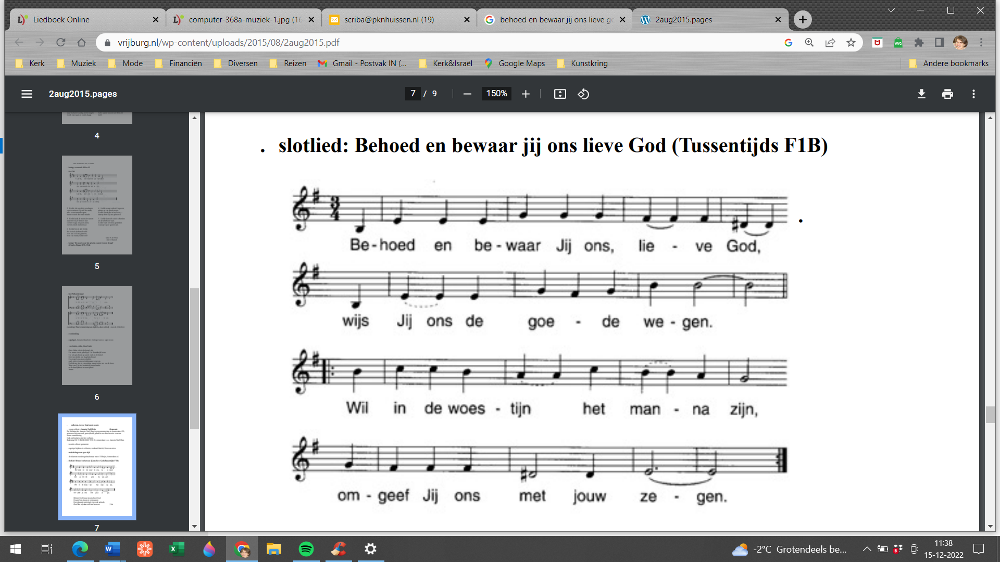 Liedboek Online
computer-368a-muziek-1.jpg (16
scriba@pknhuissen.nl (19)
behoed en bewaar jij ons lieve go
2aug2015.pages
vrijburg.nl/wp-content/uploads/2015/08/2aug2015.pdf
Kerk Muziek Mode Financiën Diversen Reizen Gmail - Postvak IN (... Kerk&Israël Google Maps Kunstkring Andere bookmarks
2aug2015.pages 7 / 9 150%
4
5
6
7
. slotlied: Behoed en bewaar jij ons lieve God (Tussentijds F1B)
3
4
Be - hoed en be - waar Jij ons, lie - ve God,
.
wijs Jij ons de goe - de we - gen.
Wil in de woes - tijn het man - na zijn,
om - geef Jij ons met jouw ze - gen.
-2°C Grotendeels be...
11:38
15-12-2022